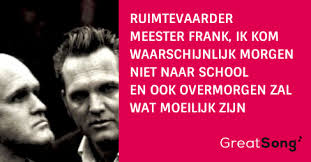 RUIMTEVAARDER
MEESTER FRANK, IK KOM
WAARSCHIJNLIJK MORGEN
NIET NAAR SCHOOL
EN OOK OVERMORGEN ZAL
WAT MOEILIJK ZIJN
GreatSong